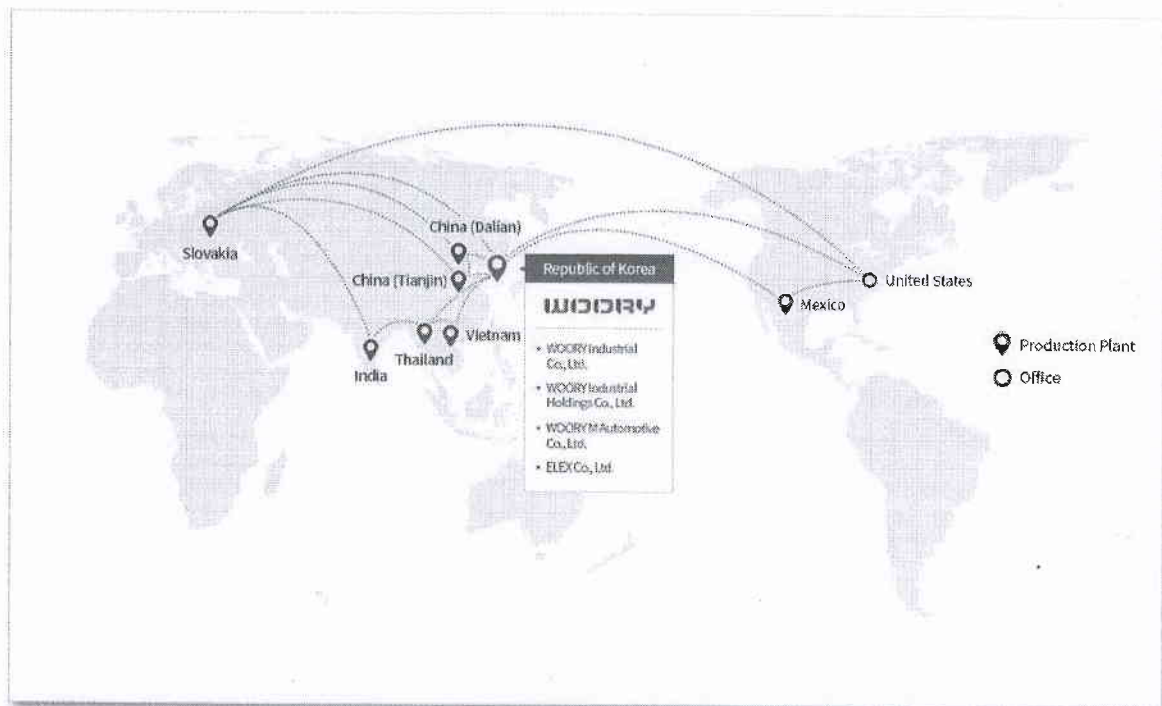 China (Dalian)
Slovakia
Republic of Korea
China (Tianjin)
United States
WOORY
Mexico
Vietnam
Thailand
India
Production Plant
Office
• WOORY Industrial
Co., Ltd.
• WOORY Industrial
Holdings Co., Ltd.
• WOORY M Automotive
Co., Ltd.
• ELEX Co., Ltd.